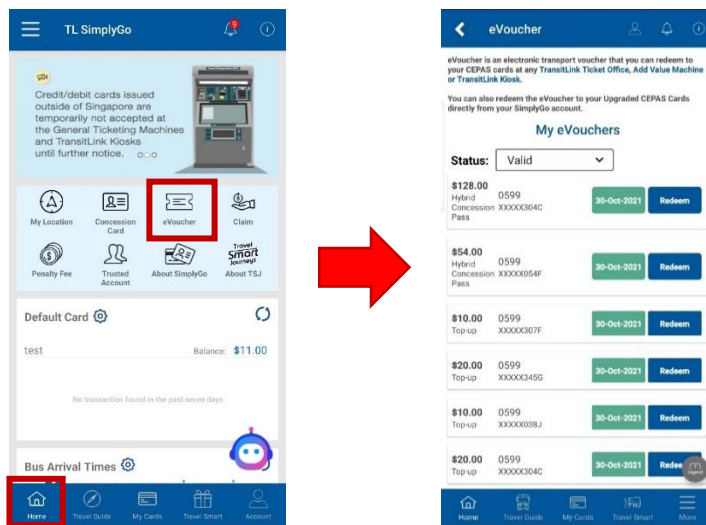 TL SimplyGo
9
Credit/debit cards issued
outside of Singapore are
temporarily not accepted at
the General Ticketing Machines
and TransitLink Kiosks
until further notice.
My Location
Concession
Card
eVoucher
Claim
Penalty Fee
Trusted
Account
About SimplyGo
Travel
Smart
Journeys
About TSJ
Default Card
test
Balance: $11.00
No transaction found in the past seven days
Bus Arrival Times
Home
Travel Guide
My Cards
Travel Smart
Account
eVoucher
eVoucher is an electronic transport voucher that you can redeem to
your CEPAS cards at any TransitLink Ticket Office, Add Value Machine
or TransitLink Kiosk.
You can also redeem the eVoucher to your Upgraded CEPAS Cards
directly from your SimplyGo account.
My eVouchers
Status: Valid
$128.00
Hybrid
Concession
Pass
0599
XXXXX304C
30-Oct-2021
Redeem
$54.00
Hybrid
Concession
Pass
0599
XXXXX054F
30-Oct-2021
Redeem
$10.00
Top-up
0599
XXXXX307F
30-Oct-2021
Redeem
$20.00
Top-up
0599
XXXXX345G
30-Oct-2021
Redeem
$10.00
Top-up
0599
XXXXX038J
30-Oct-2021
Redeem
$20.00
Top-up
0599
XXXXX304C
30-Oct-2021
Redee
Legend
Home
Travel Guide
My Cards
Travel Smart
More